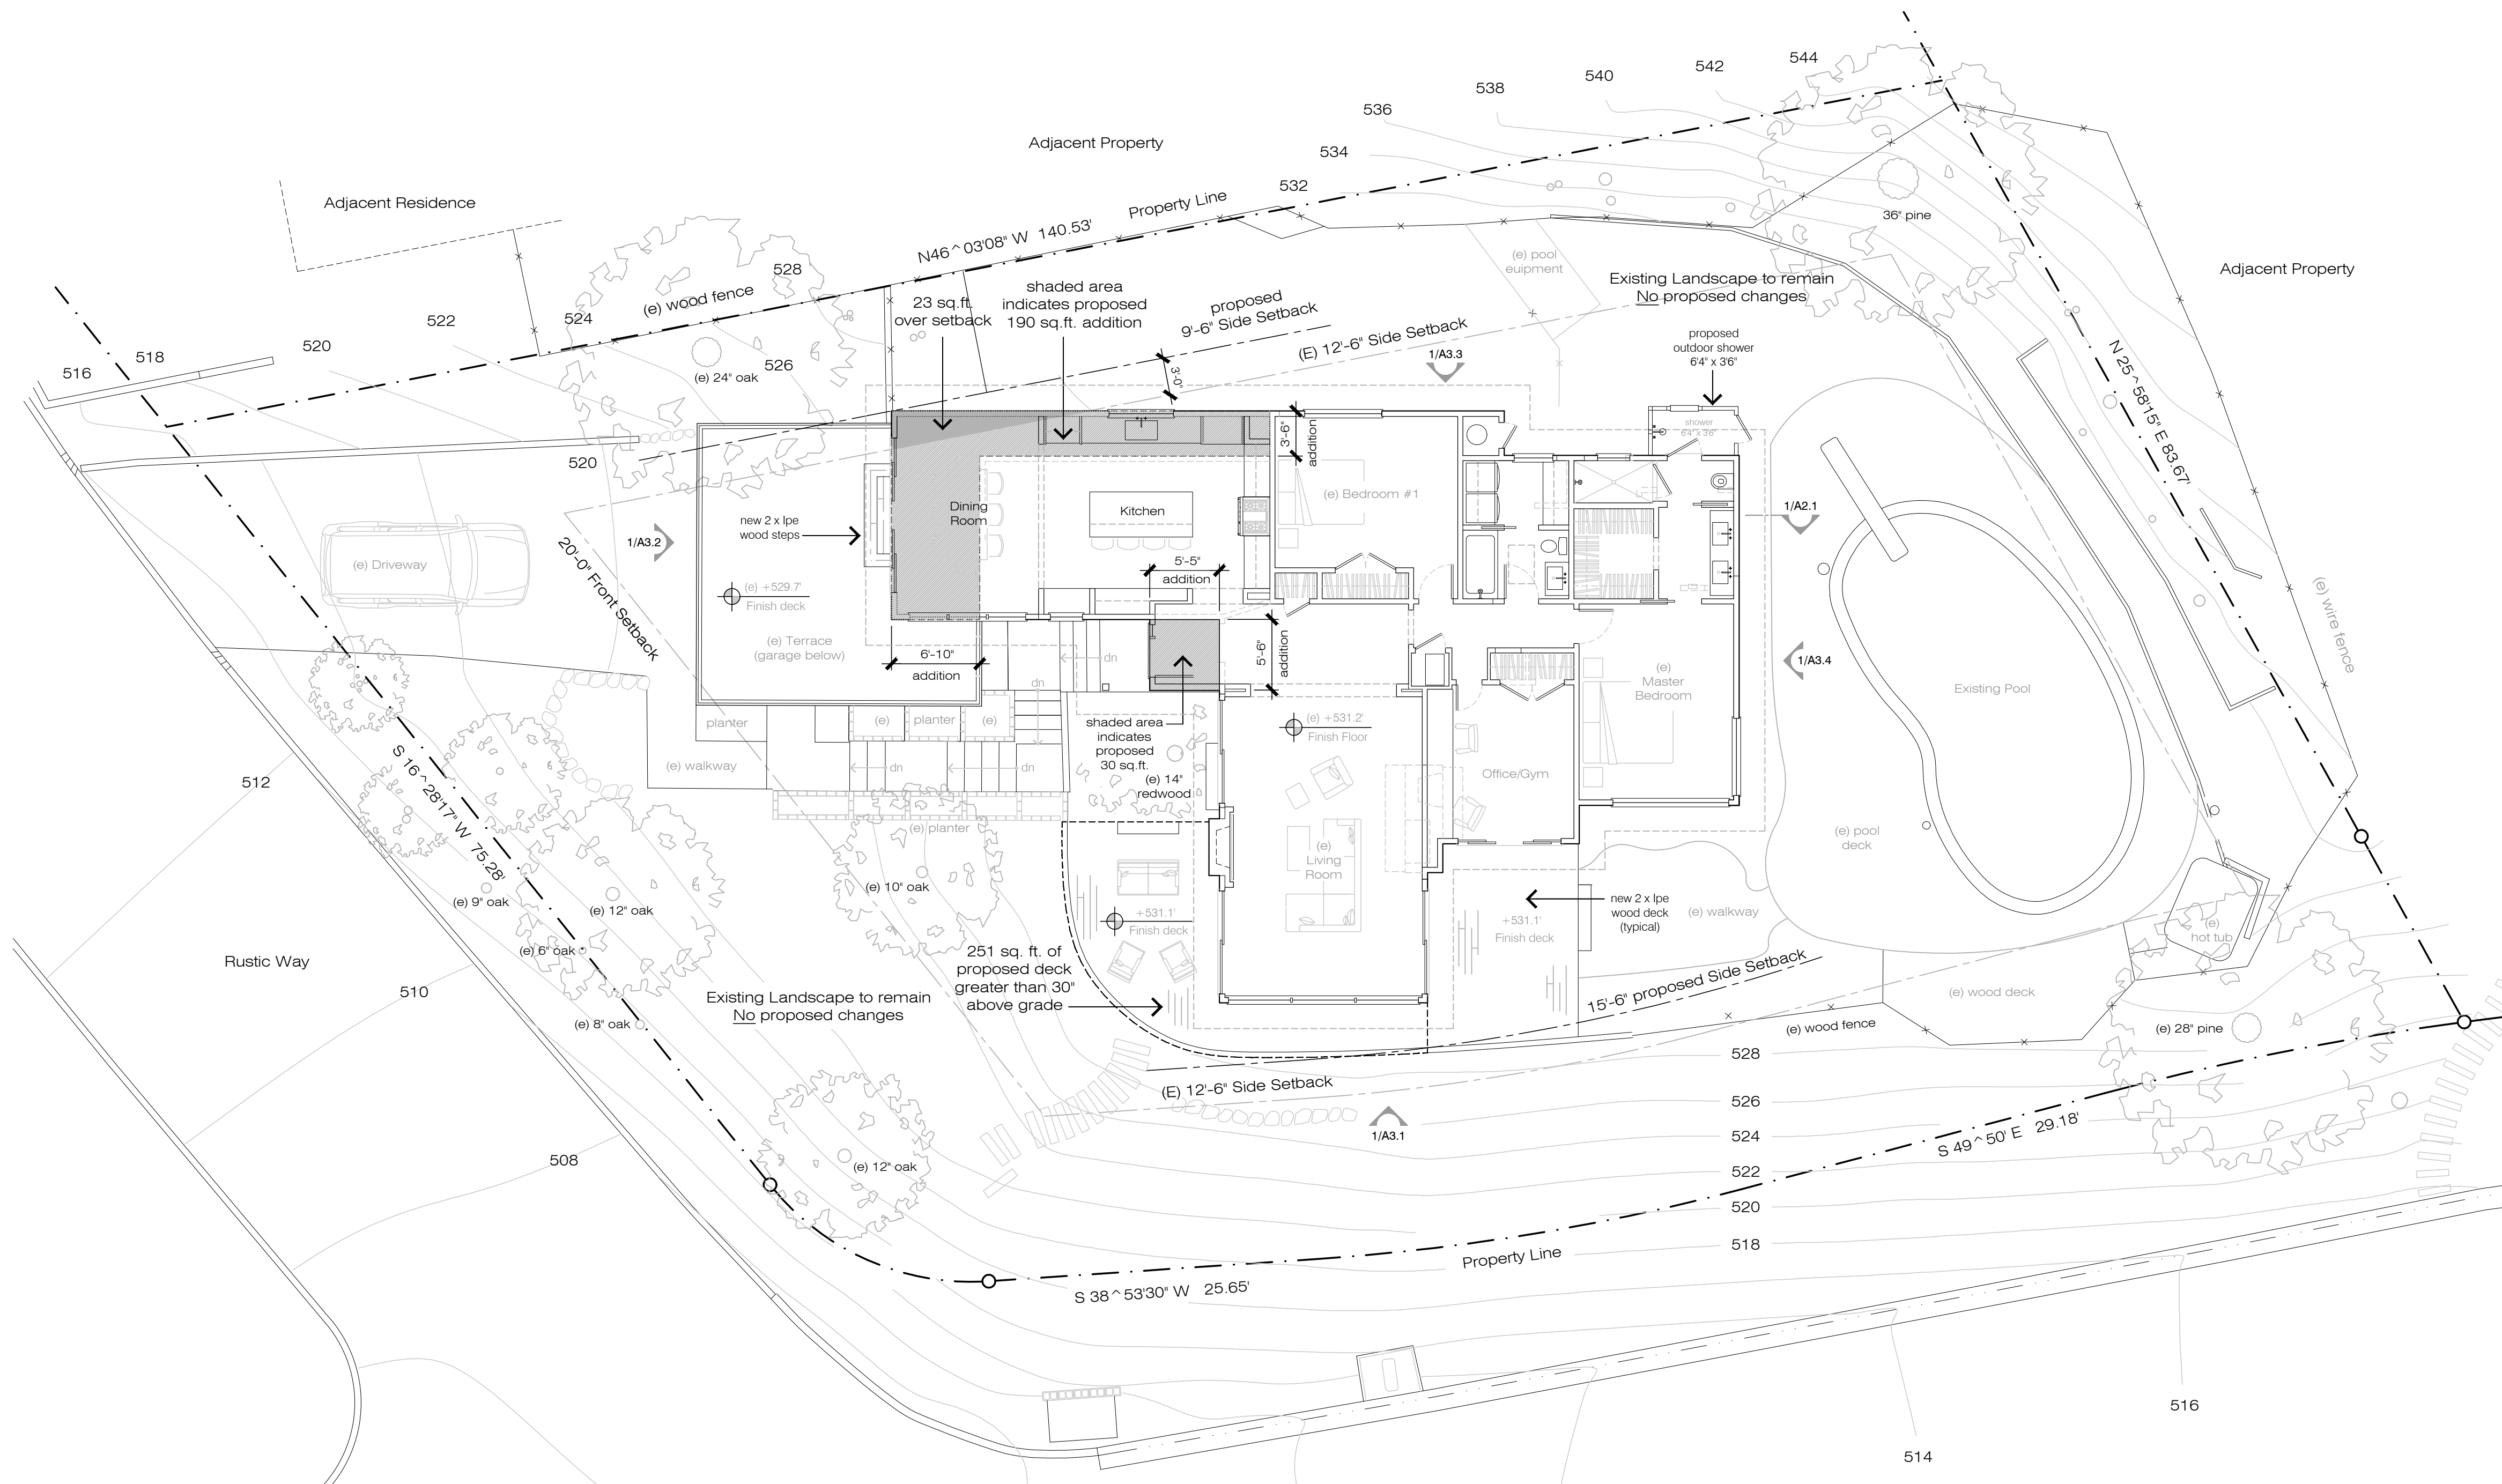 544
542
540
538
536
534
532
Adjacent Property
Adjacent Residence
Property Line
N46^03'08" W 140.53'
36" pine
(e) pool
euipment
Existing Landscape to remain
No proposed changes
Adjacent Property
528
(e) wood fence
524
522
520
518
516
526
(e) 24" oak
520
23 sq.ft.
over setback
shaded area
indicates proposed
190 sq.ft. addition
proposed
9'-6" Side Setback
(E) 12'-6" Side Setback
3'-0"
1/A3.3
proposed
outdoor shower
6'4" x 3'6"
shower
6'4" x 3'6"
N 25^58'15" E 83.67'
3'-6"
addition
(e) Bedroom #1
Dining
Room
Kitchen
new 2 x Ipe
wood steps
1/A3.2
1/A2.1
(e) Driveway
20'-0" Front Setback
(e) +529.7'
Finish deck
(e) Terrace
(garage below)
5'-5"
addition
5'-6"
addition
6'-10"
addition
dn
dn
dn
dn
(e)
Master
Bedroom
1/A3.4
(e) wire fence
Existing Pool
planter
(e)
planter
(e)
shaded area
indicates
proposed
30 sq.ft.
(e) 14"
redwood
(e) +531.2'
Finish Floor
(e) walkway
Office/Gym
(e) planter
S 16^28'17" W 75.28'
512
(e)
Living
Room
(e) pool
deck
(e) 10" oak
(e) 9" oak
(e) 12" oak
(e) 6" oak
+531.1'
Finish deck
+531.1'
Finish deck
new 2 x Ipe
wood deck
(typical)
(e) walkway
(e)
hot tub
Rustic Way
251 sq. ft. of
proposed deck
greater than 30"
above grade
15'-6" proposed Side Setback
510
Existing Landscape to remain
No proposed changes
(e) 8" oak
(e) wood deck
(e) wood fence
(e) 28" pine
528
(E) 12'-6" Side Setback
526
1/A3.1
524
S 49^50' E 29.18'
508
(e) 12" oak
522
520
518
Property Line
S 38^53'30" W 25.65'
516
514